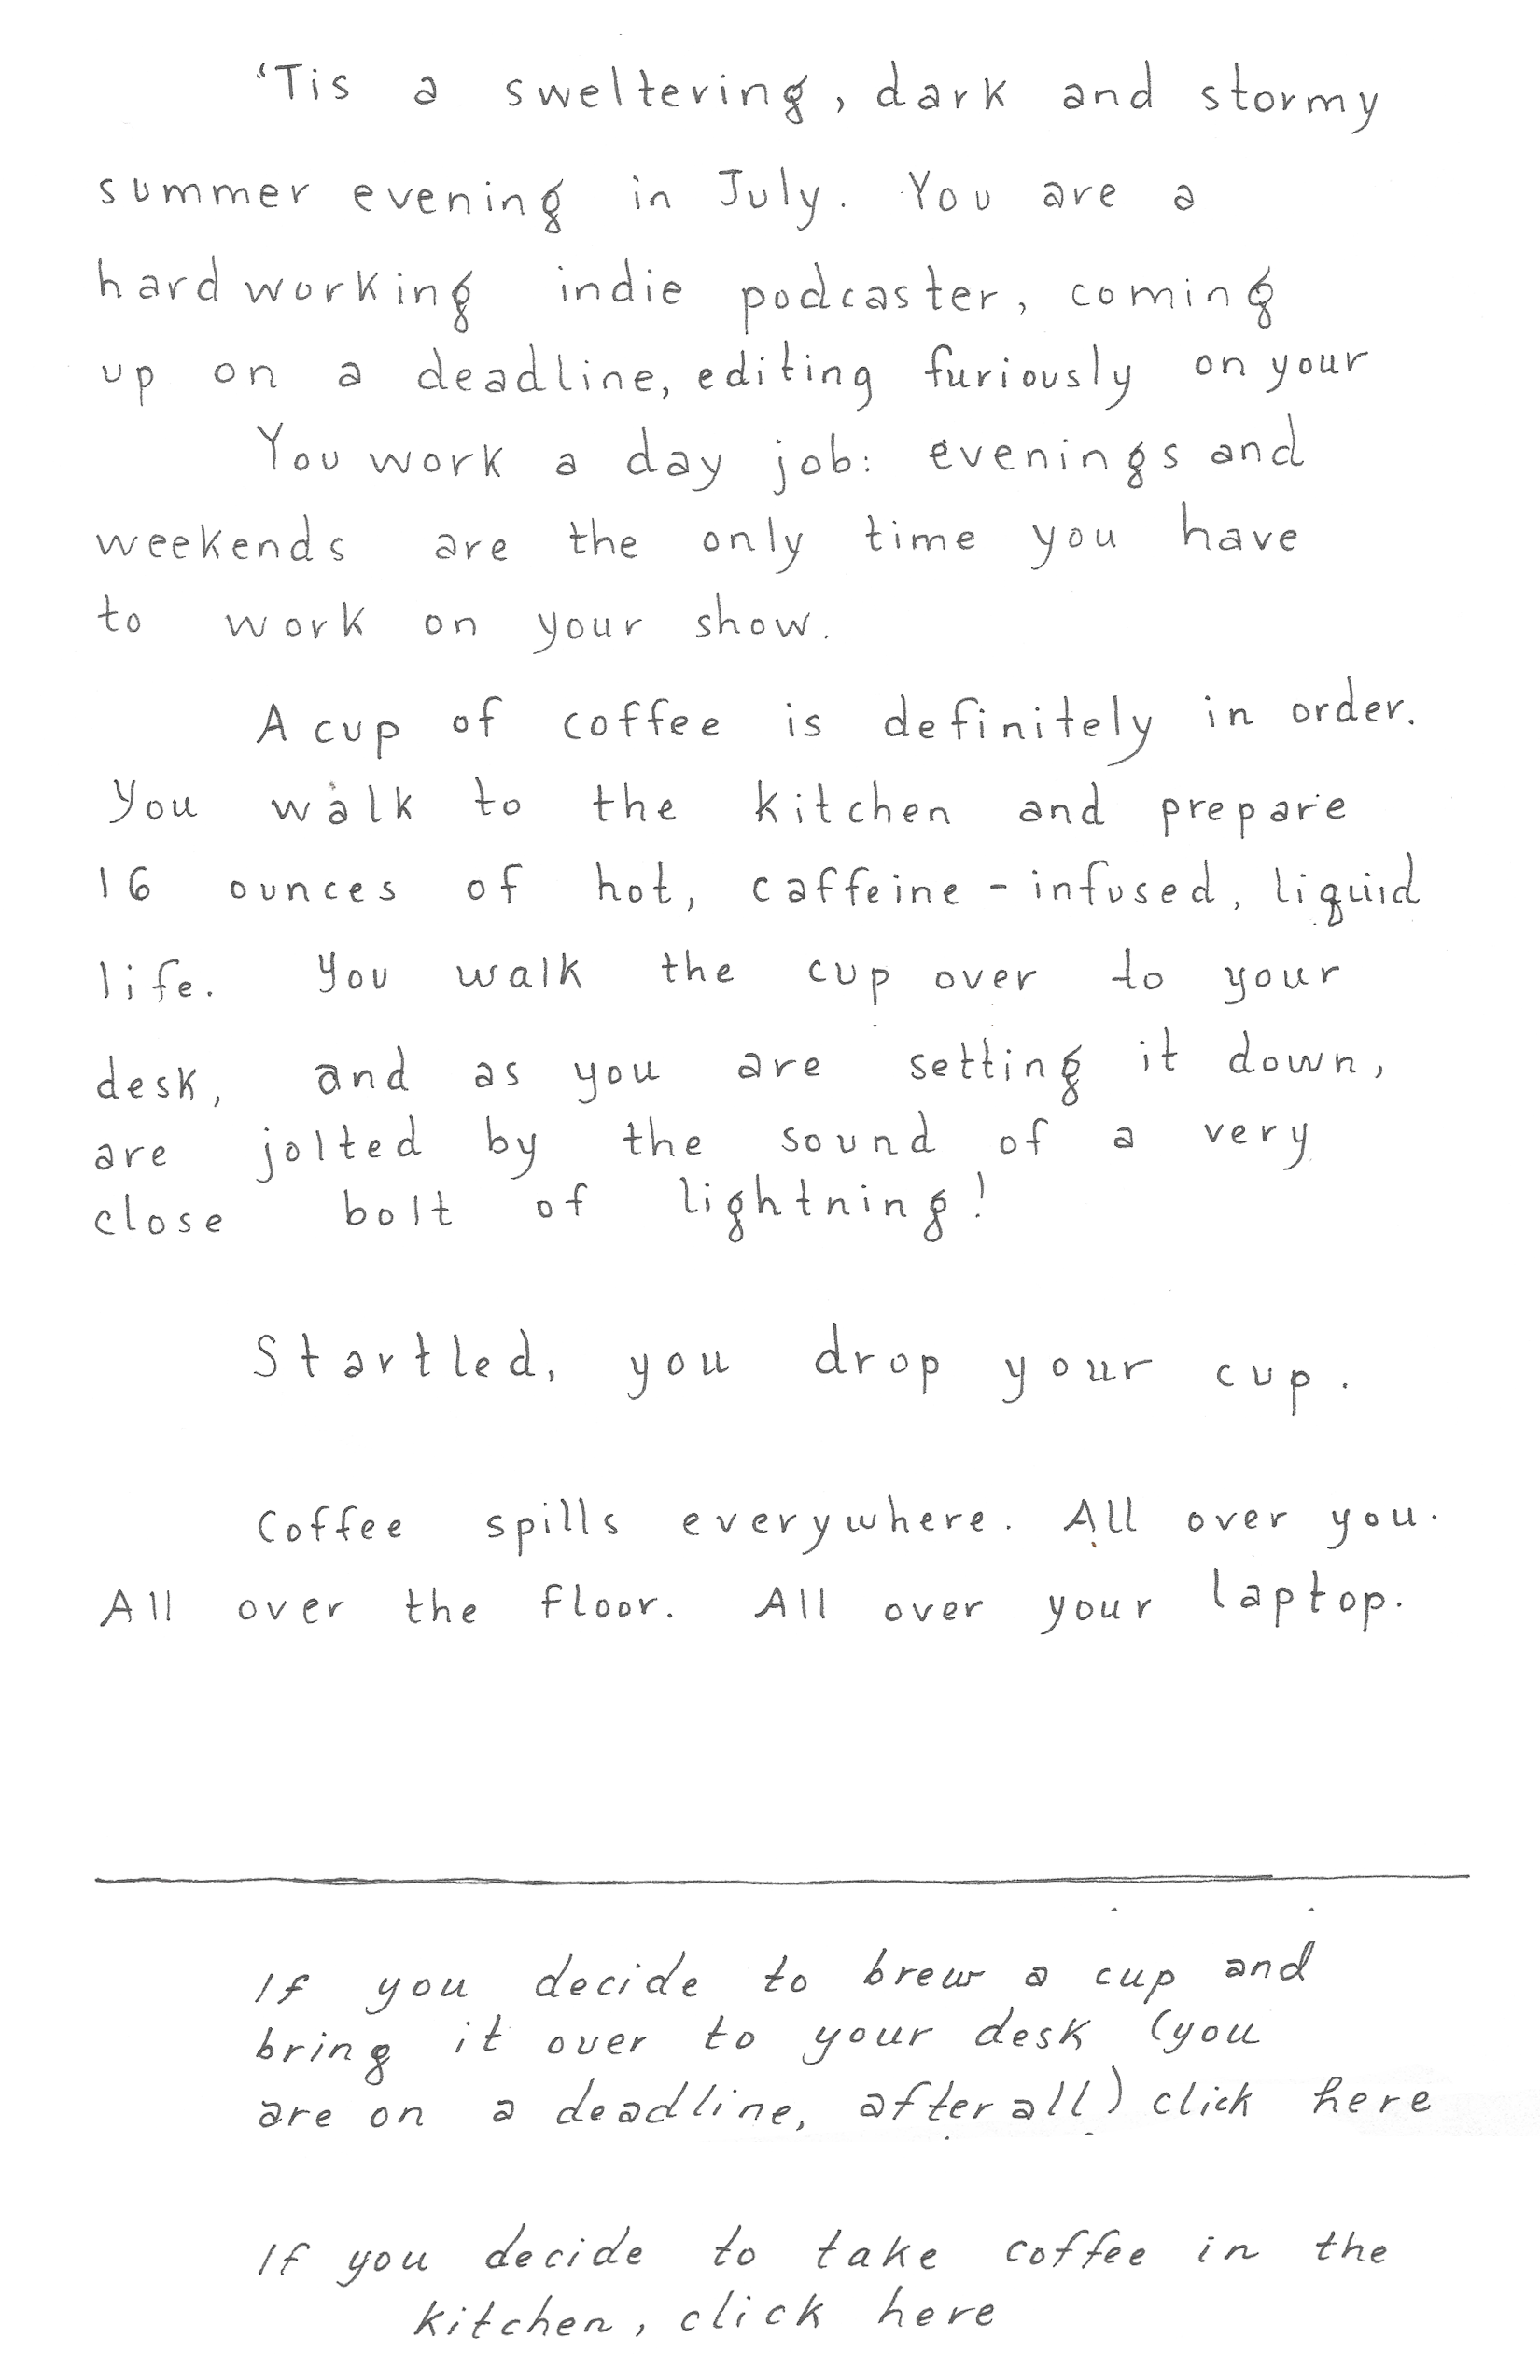 ‘Tis a sweltering, dark and stormy
summer evening in July. You are a
hardworking indie podcaster, coming
up on a deadline, editing furiously on your
You work a day job: evenings and
weekends are the only time you have
to work on your show.
A cup of coffee is definitely in order.
You walk to the kitchen and prepare
16 ounces of hot, caffeine-infused, liquid
life. You walk the cup over to your
desk, and as you are setting it down,
are jolted by the sound of a very
close bolt of lightning!
Startled, you drop your cup.
Coffee spills everywhere. All over you.
All over the floor. All over your laptop.
If you decide to brew a cup and
bring it over to your desk (you
are on a deadline, after all) click here
If you decide to take coffee in the
kitchen, click here